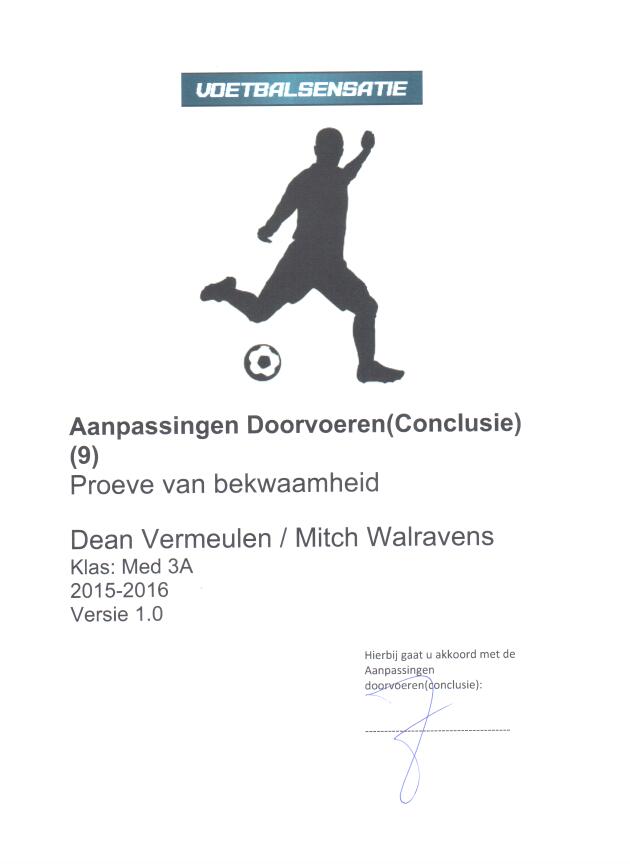 VOETBALSENSATIE
Aanpassingen Doorvoeren(Conclusie)
(9)
Proeve van bekwaamheid
Dean Vermeulen / Mitch Walravens
Klas: Med 3A
2015-2016
Versie 1.0
Hierbij gaat u akkoord met de
Aanpassingen
doorvoeren(conclusie):